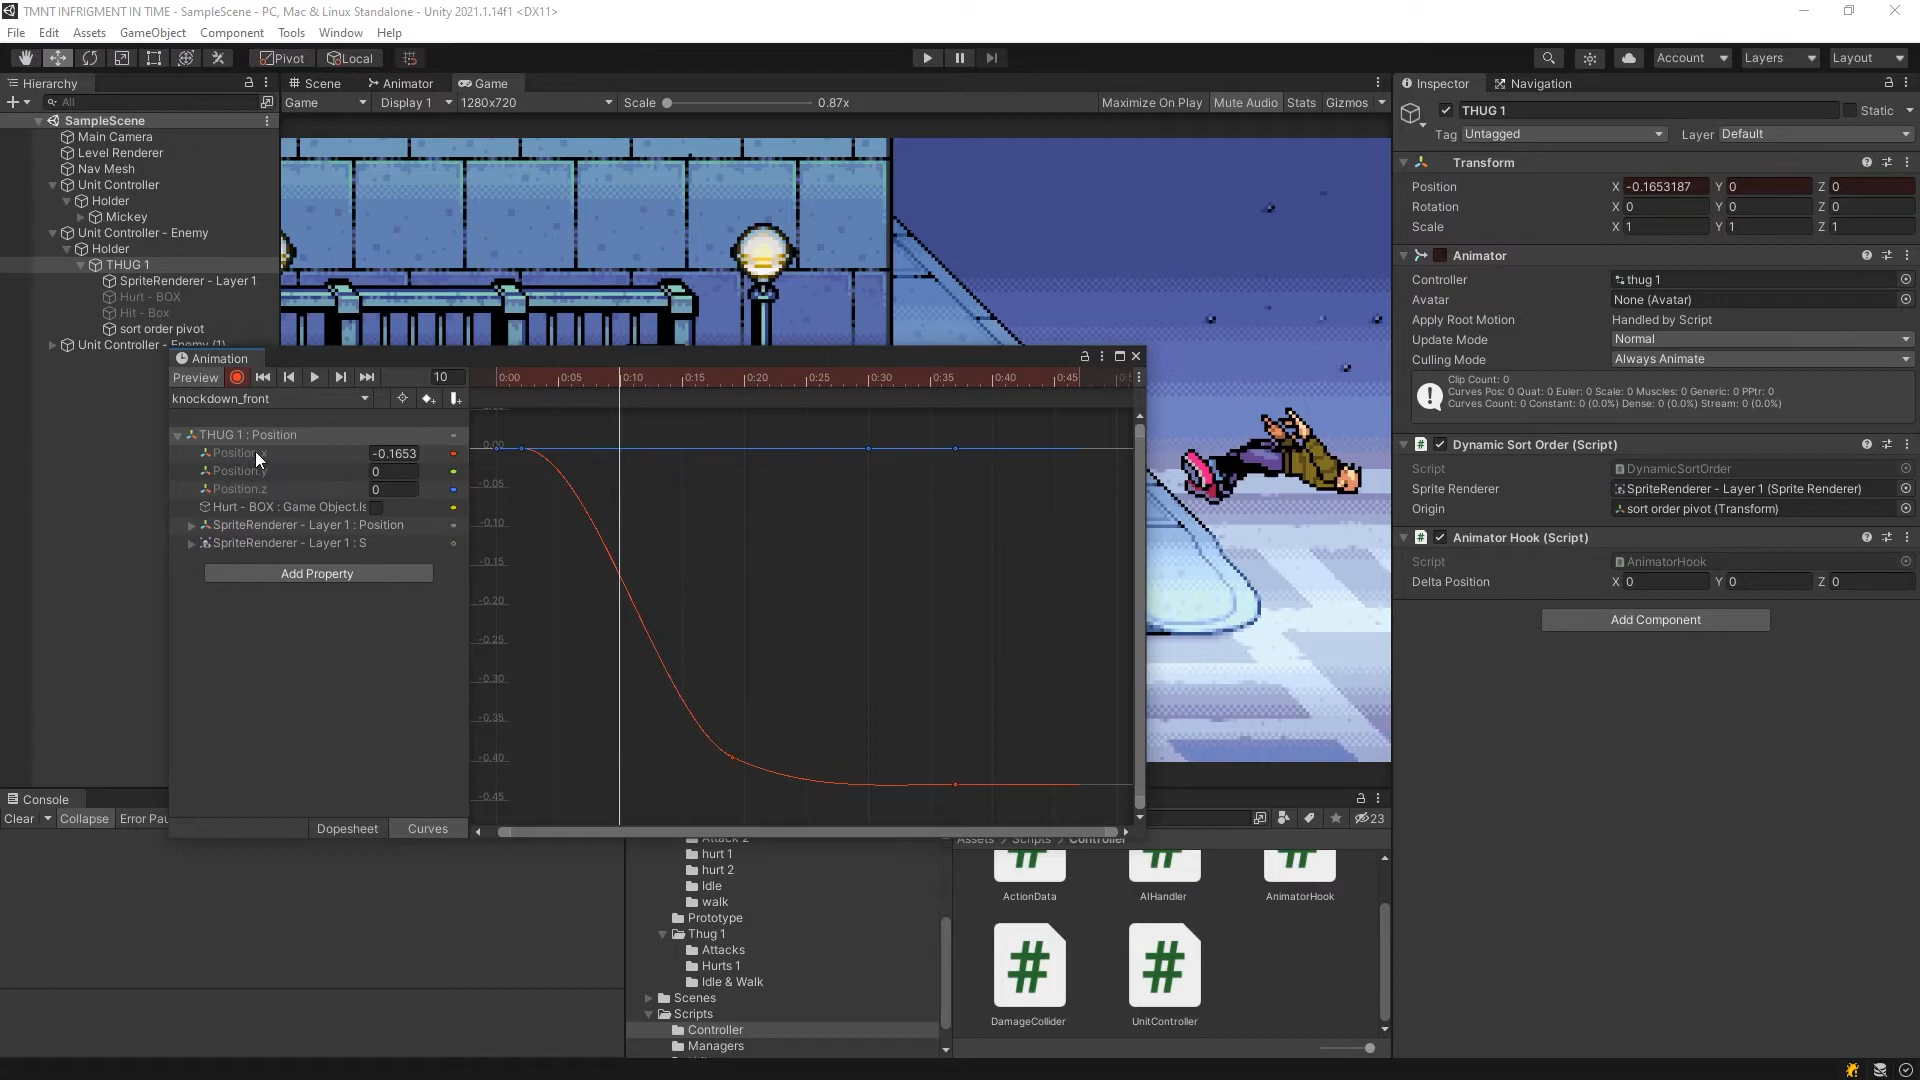 TMNT INFRIGMENT IN TIME - SampleScene - PC, Mac & Linux Standalone - Unity 2021.1.14f1 <DX11>
File Edit Assets GameObject Component Tools Window Help
Pivot Local Account Layers Layout
Hierarchy
All
SampleScene
Main Camera
Level Renderer
Nav Mesh
Unit Controller
Holder
Mickey
Unit Controller - Enemy
Holder
THUG 1
SpriteRenderer - Layer 1
Hurt - BOX
Hit - Box
sort order pivot
Unit Controller - Enemy (1)
Scene Animator Game
Game Display 1 1280x720 Scale 0.87x Maximize On Play Mute Audio Stats Gizmos
Animation
Preview 10
knockdown_front
THUG 1 : Position
Position.x -0.1653
Position.y 0
Position.z 0
Hurt - BOX : Game Object.Is
SpriteRenderer - Layer 1 : Position
SpriteRenderer - Layer 1 : S
Add Property
Dopesheet Curves
0:00 0:05 0:10 0:15 0:20 0:25 0:30 0:35 0:40 0:45
0.00
-0.05
-0.10
-0.15
-0.20
-0.25
-0.30
-0.35
-0.40
-0.45
Inspector Navigation
THUG 1 Static
Tag Untagged Layer Default
Transform
Position X -0.1653187 Y 0 Z 0
Rotation X 0 Y 0 Z 0
Scale X 1 Y 1 Z 1
Animator
Controller thug 1
Avatar None (Avatar)
Apply Root Motion Handled by Script
Update Mode Normal
Culling Mode Always Animate
Clip Count: 0
Curves Pos: 0 Quat: 0 Euler: 0 Scale: 0 Muscles: 0 Generic: 0 PPtr: 0
Curves Count: 0 Constant: 0 (0.0%) Dense: 0 (0.0%) Stream: 0 (0.0%)
Dynamic Sort Order (Script)
Script DynamicSortOrder
Sprite Renderer SpriteRenderer - Layer 1 (Sprite Renderer)
Origin sort order pivot (Transform)
Animator Hook (Script)
Script AnimatorHook
Delta Position X 0 Y 0 Z 0
Add Component
Console
Clear Collapse Error Pau
23
Attack 2
hurt 1
hurt 2
Idle
walk
Prototype
Thug 1
Attacks
Hurts 1
Idle & Walk
Scenes
Scripts
Controller
Managers
Assets > Scripts > Controller
ActionData AIHandler AnimatorHook
DamageCollider UnitController